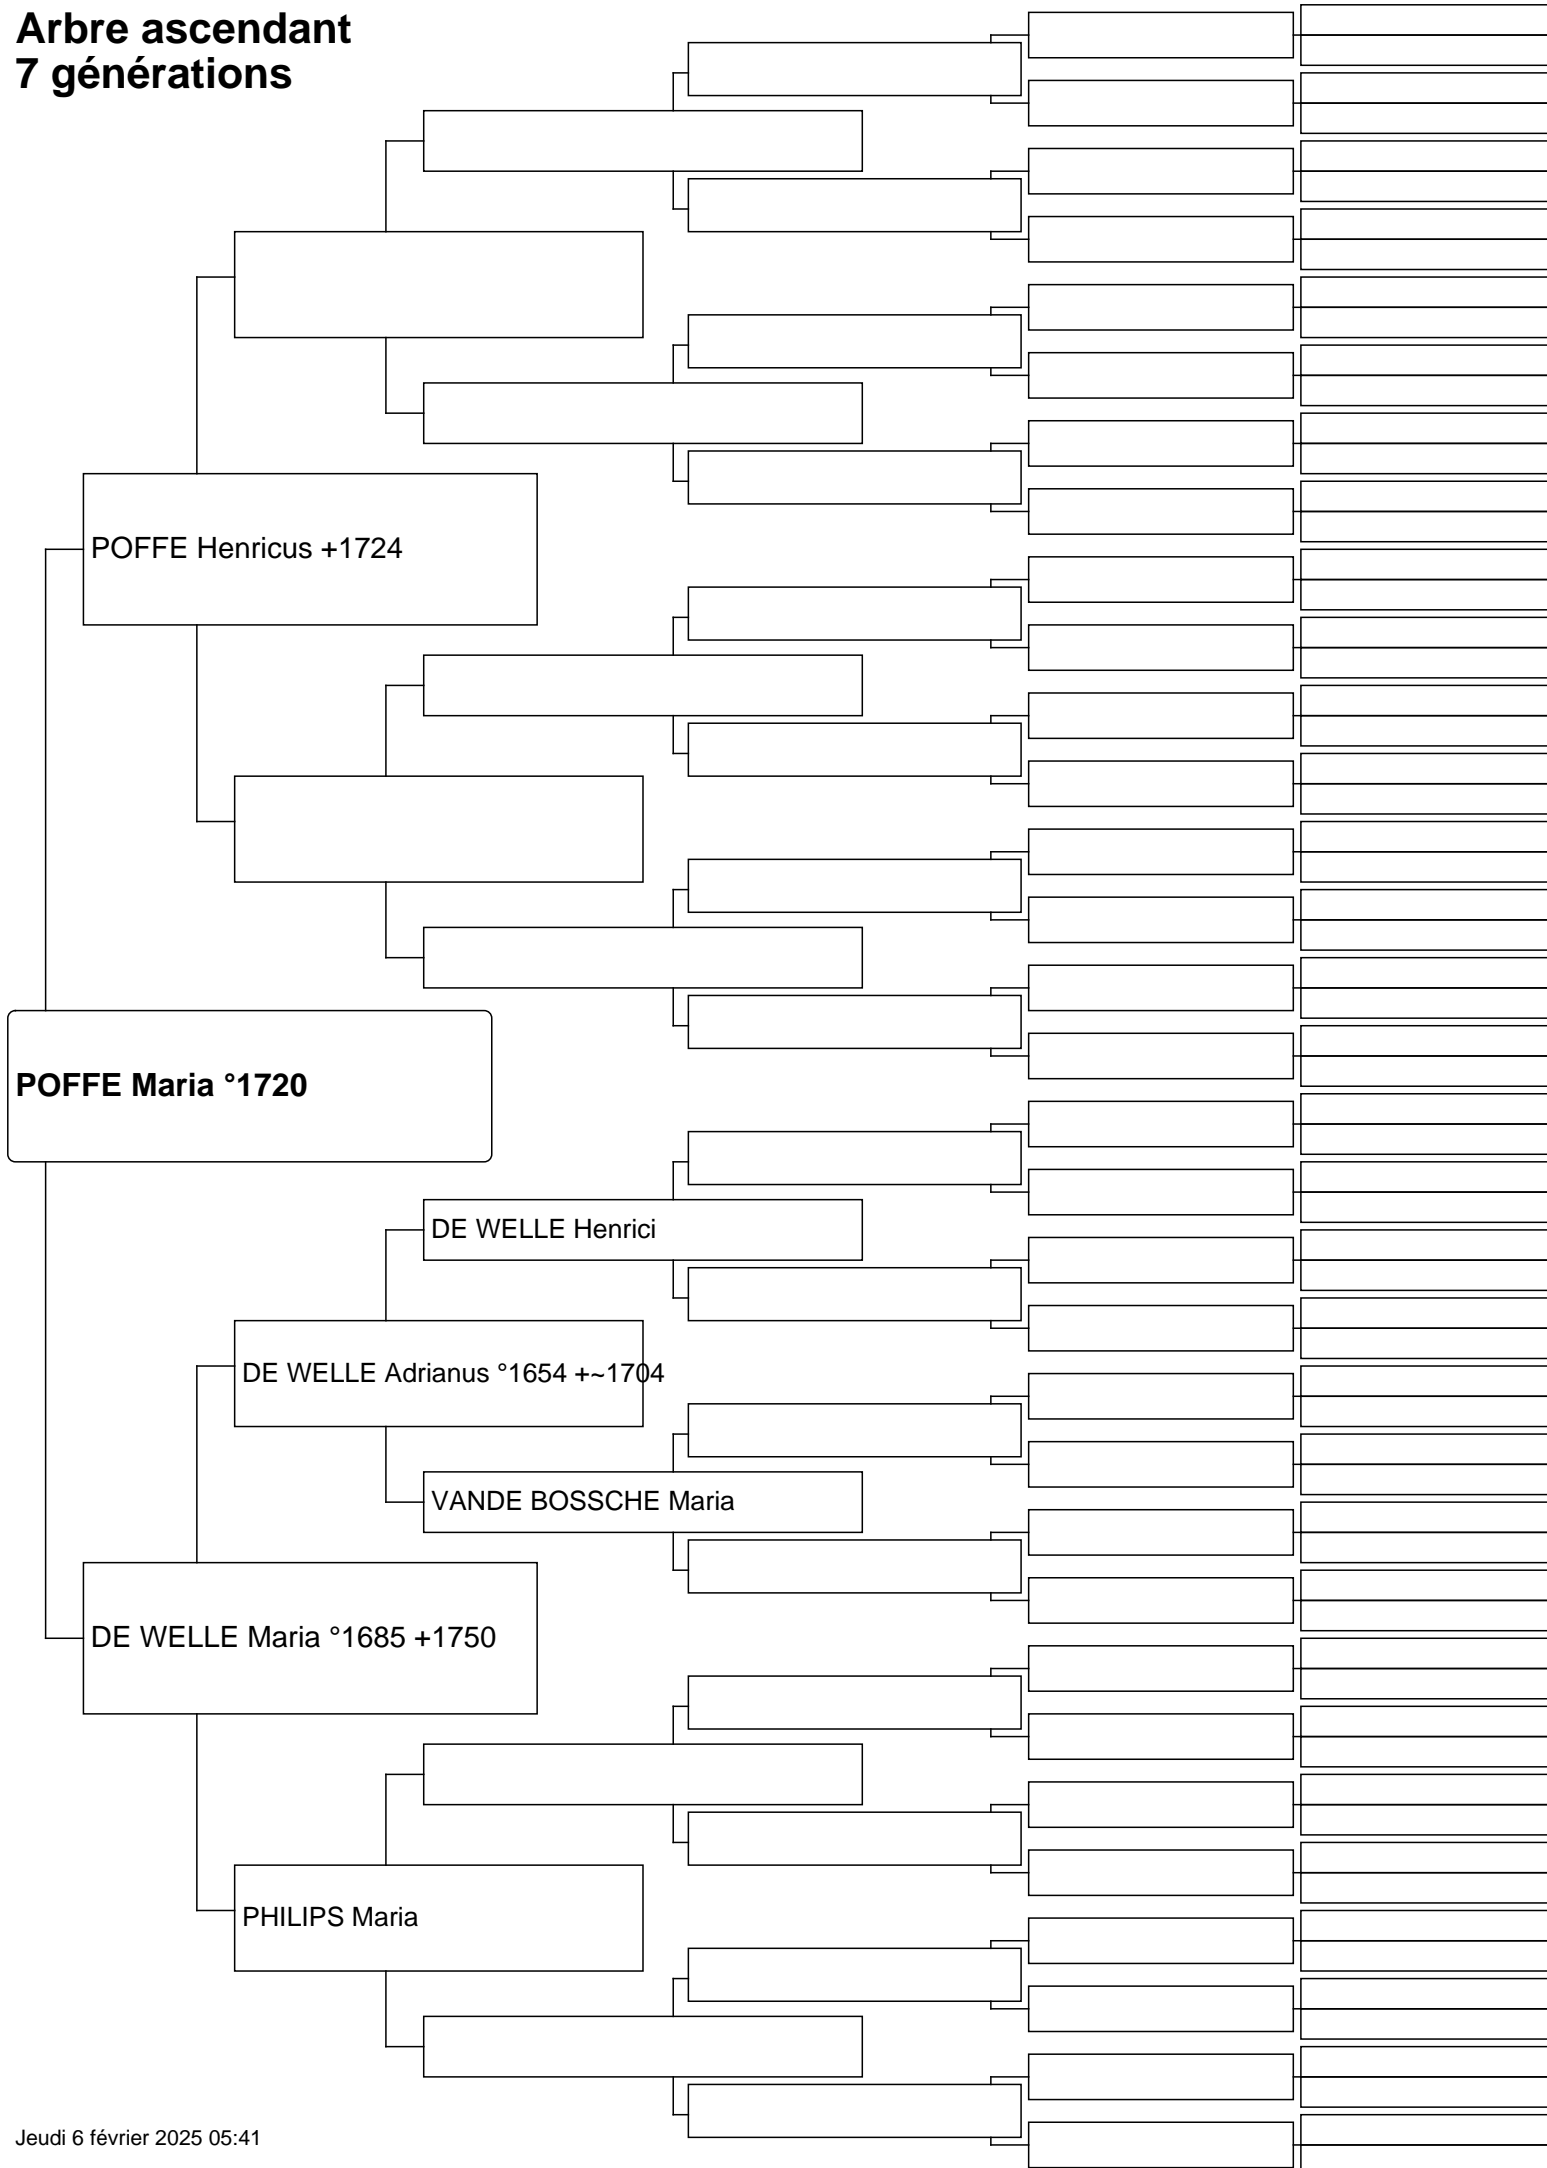 Arbre ascendant
7 générations
POFFE Henricus +1724
POFFE Maria °1720
DE WELLE Henrici
DE WELLE Adrianus °1654 +~1704
VANDE BOSSCHE Maria
DE WELLE Maria °1685 +1750
PHILIPS Maria
Jeudi 6 février 2025 05:41